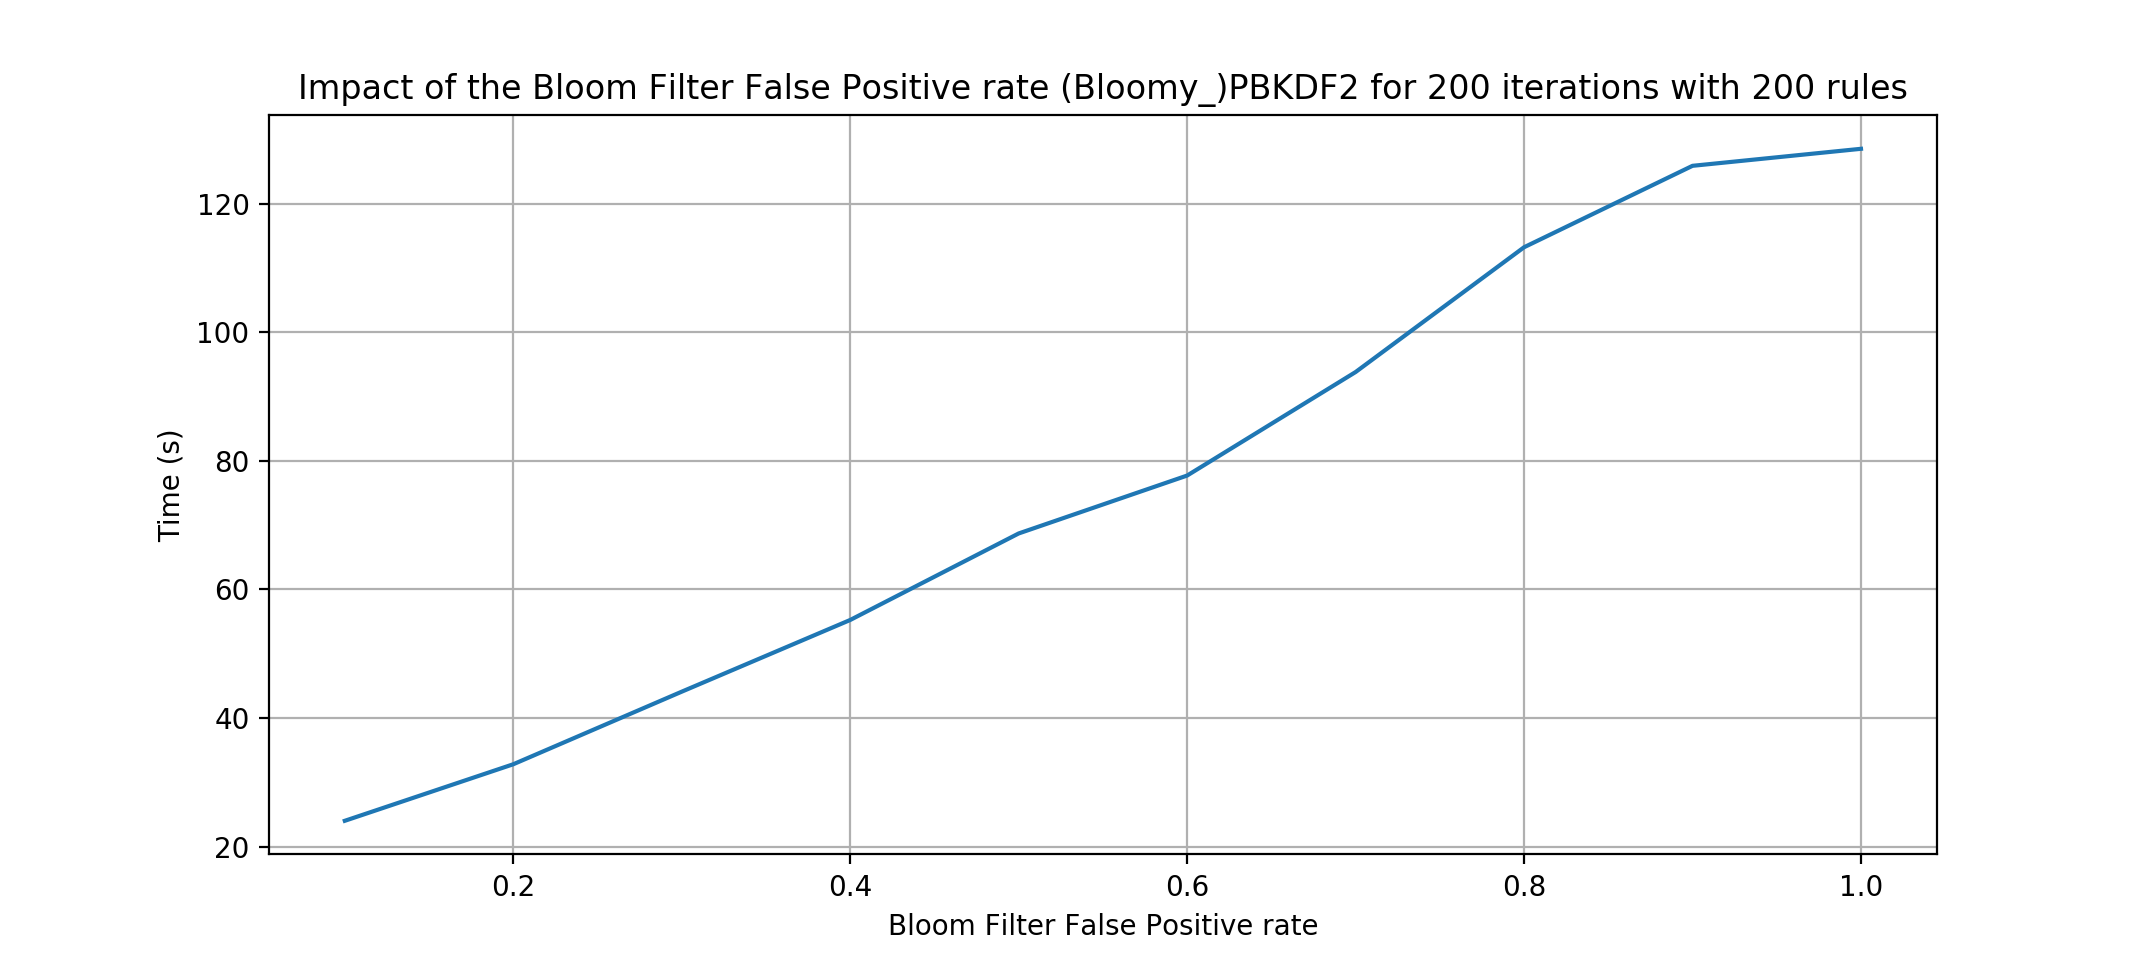 Impact of the Bloom Filter False Positive rate (Bloomy_)PBKDF2 for 200 iterations with 200 rules
120
100
80
60
40
20
Time (s)
0.2 0.4 0.6 0.8 1.0
Bloom Filter False Positive rate